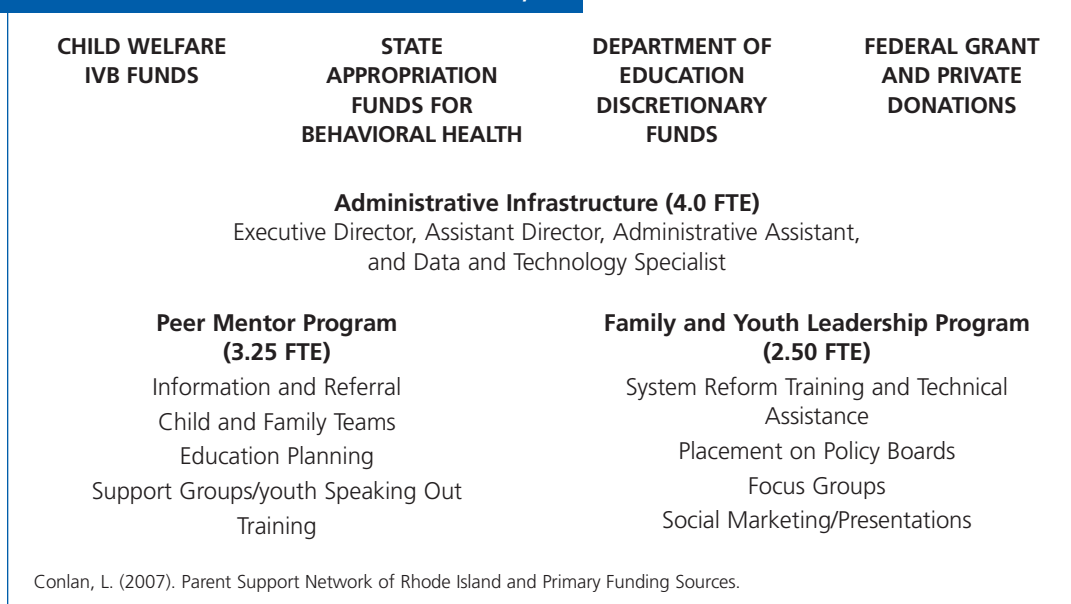 CHILD WELFARE
IVB FUNDS
STATE
APPROPRIATION
FUNDS FOR
BEHAVIORAL HEALTH
DEPARTMENT OF
EDUCATION
DISCRETIONARY
FUNDS
FEDERAL GRANT
AND PRIVATE
DONATIONS
Administrative Infrastructure (4.0 FTE)
Executive Director, Assistant Director, Administrative Assistant,
and Data and Technology Specialist
Peer Mentor Program
(3.25 FTE)
Information and Referral
Child and Family Teams
Education Planning
Support Groups/youth Speaking Out
Training
Family and Youth Leadership Program
(2.50 FTE)
System Reform Training and Technical
Assistance
Placement on Policy Boards
Focus Groups
Social Marketing/Presentations
Conlan, L. (2007). Parent Support Network of Rhode Island and Primary Funding Sources.